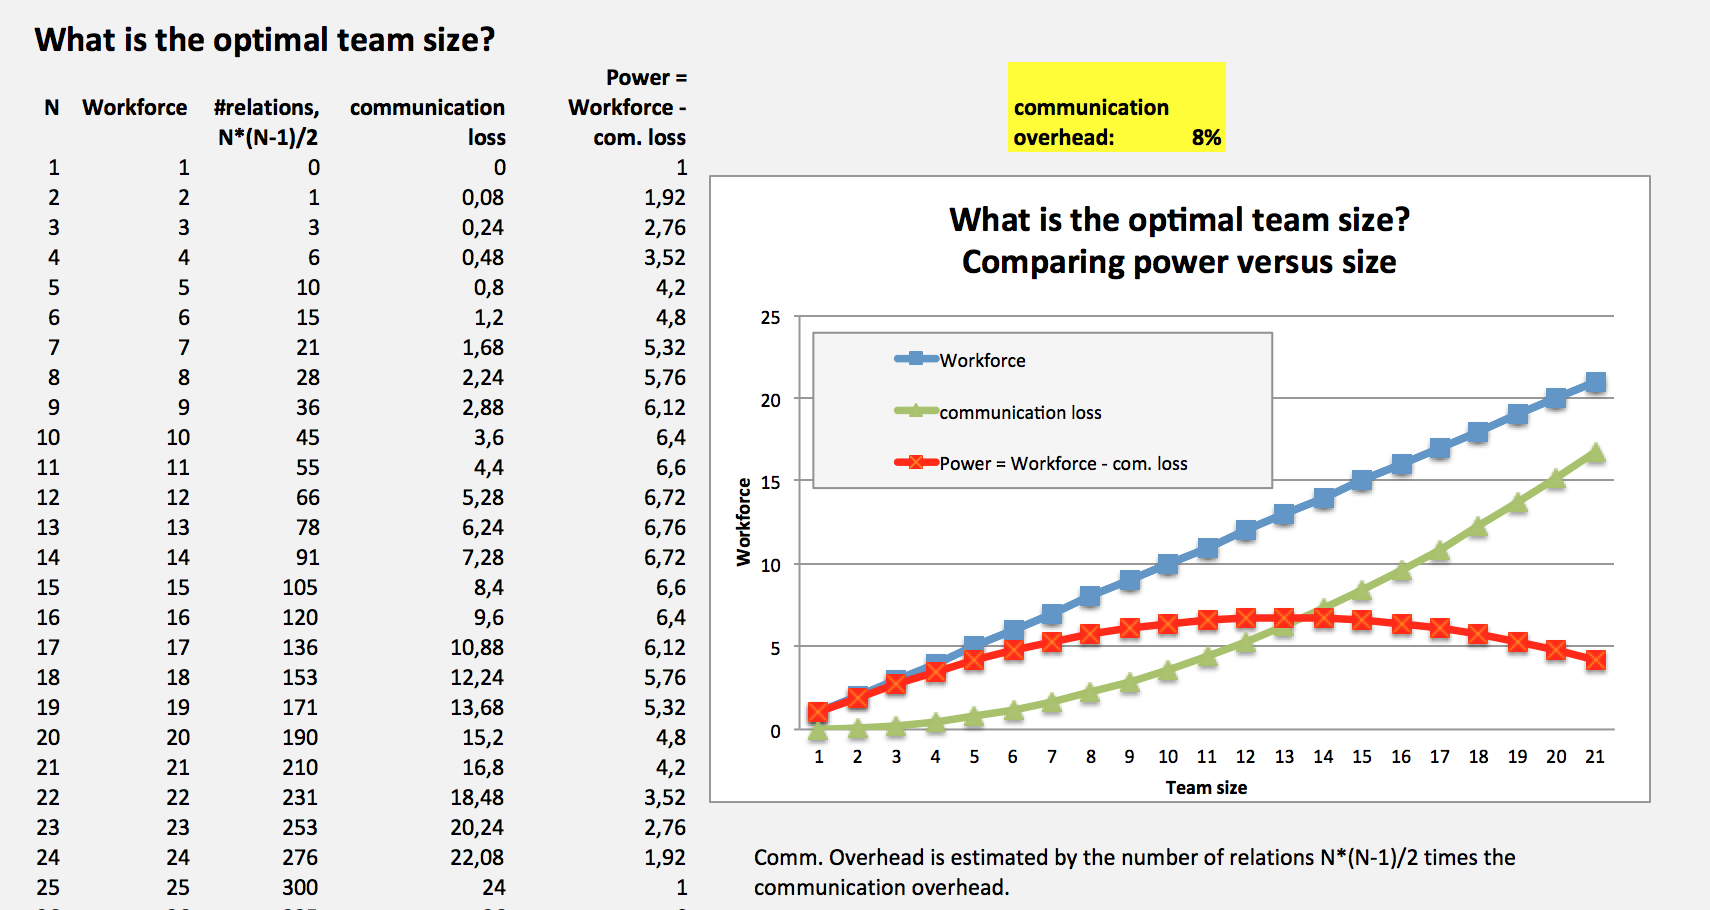 What is the optimal team size?
Power =
N Workforce #relations, communication Workforce -
N*(N-1)/2 loss com. loss
1 1 0 0 1
2 2 1 0,08 1,92
3 3 3 0,24 2,76
4 4 6 0,48 3,52
5 5 10 0,8 4,2
6 6 15 1,2 4,8
7 7 21 1,68 5,32
8 8 28 2,24 5,76
9 9 36 2,88 6,12
10 10 45 3,6 6,4
11 11 55 4,4 6,6
12 12 66 5,28 6,72
13 13 78 6,24 6,76
14 14 91 7,28 6,72
15 15 105 8,4 6,6
16 16 120 9,6 6,4
17 17 136 10,88 6,12
18 18 153 12,24 5,76
19 19 171 13,68 5,32
20 20 190 15,2 4,8
21 21 210 16,8 4,2
22 22 231 18,48 3,52
23 23 253 20,24 2,76
24 24 276 22,08 1,92
25 25 300 24 1
communication
overhead: 8%
What is the optimal team size?
Comparing power versus size
25
20
15
10
5
0
Workforce
Workforce
communication loss
Power = Workforce - com. loss
1 2 3 4 5 6 7 8 9 10 11 12 13 14 15 16 17 18 19 20 21
Team size
Comm. Overhead is estimated by the number of relations N*(N-1)/2 times the
communication overhead.